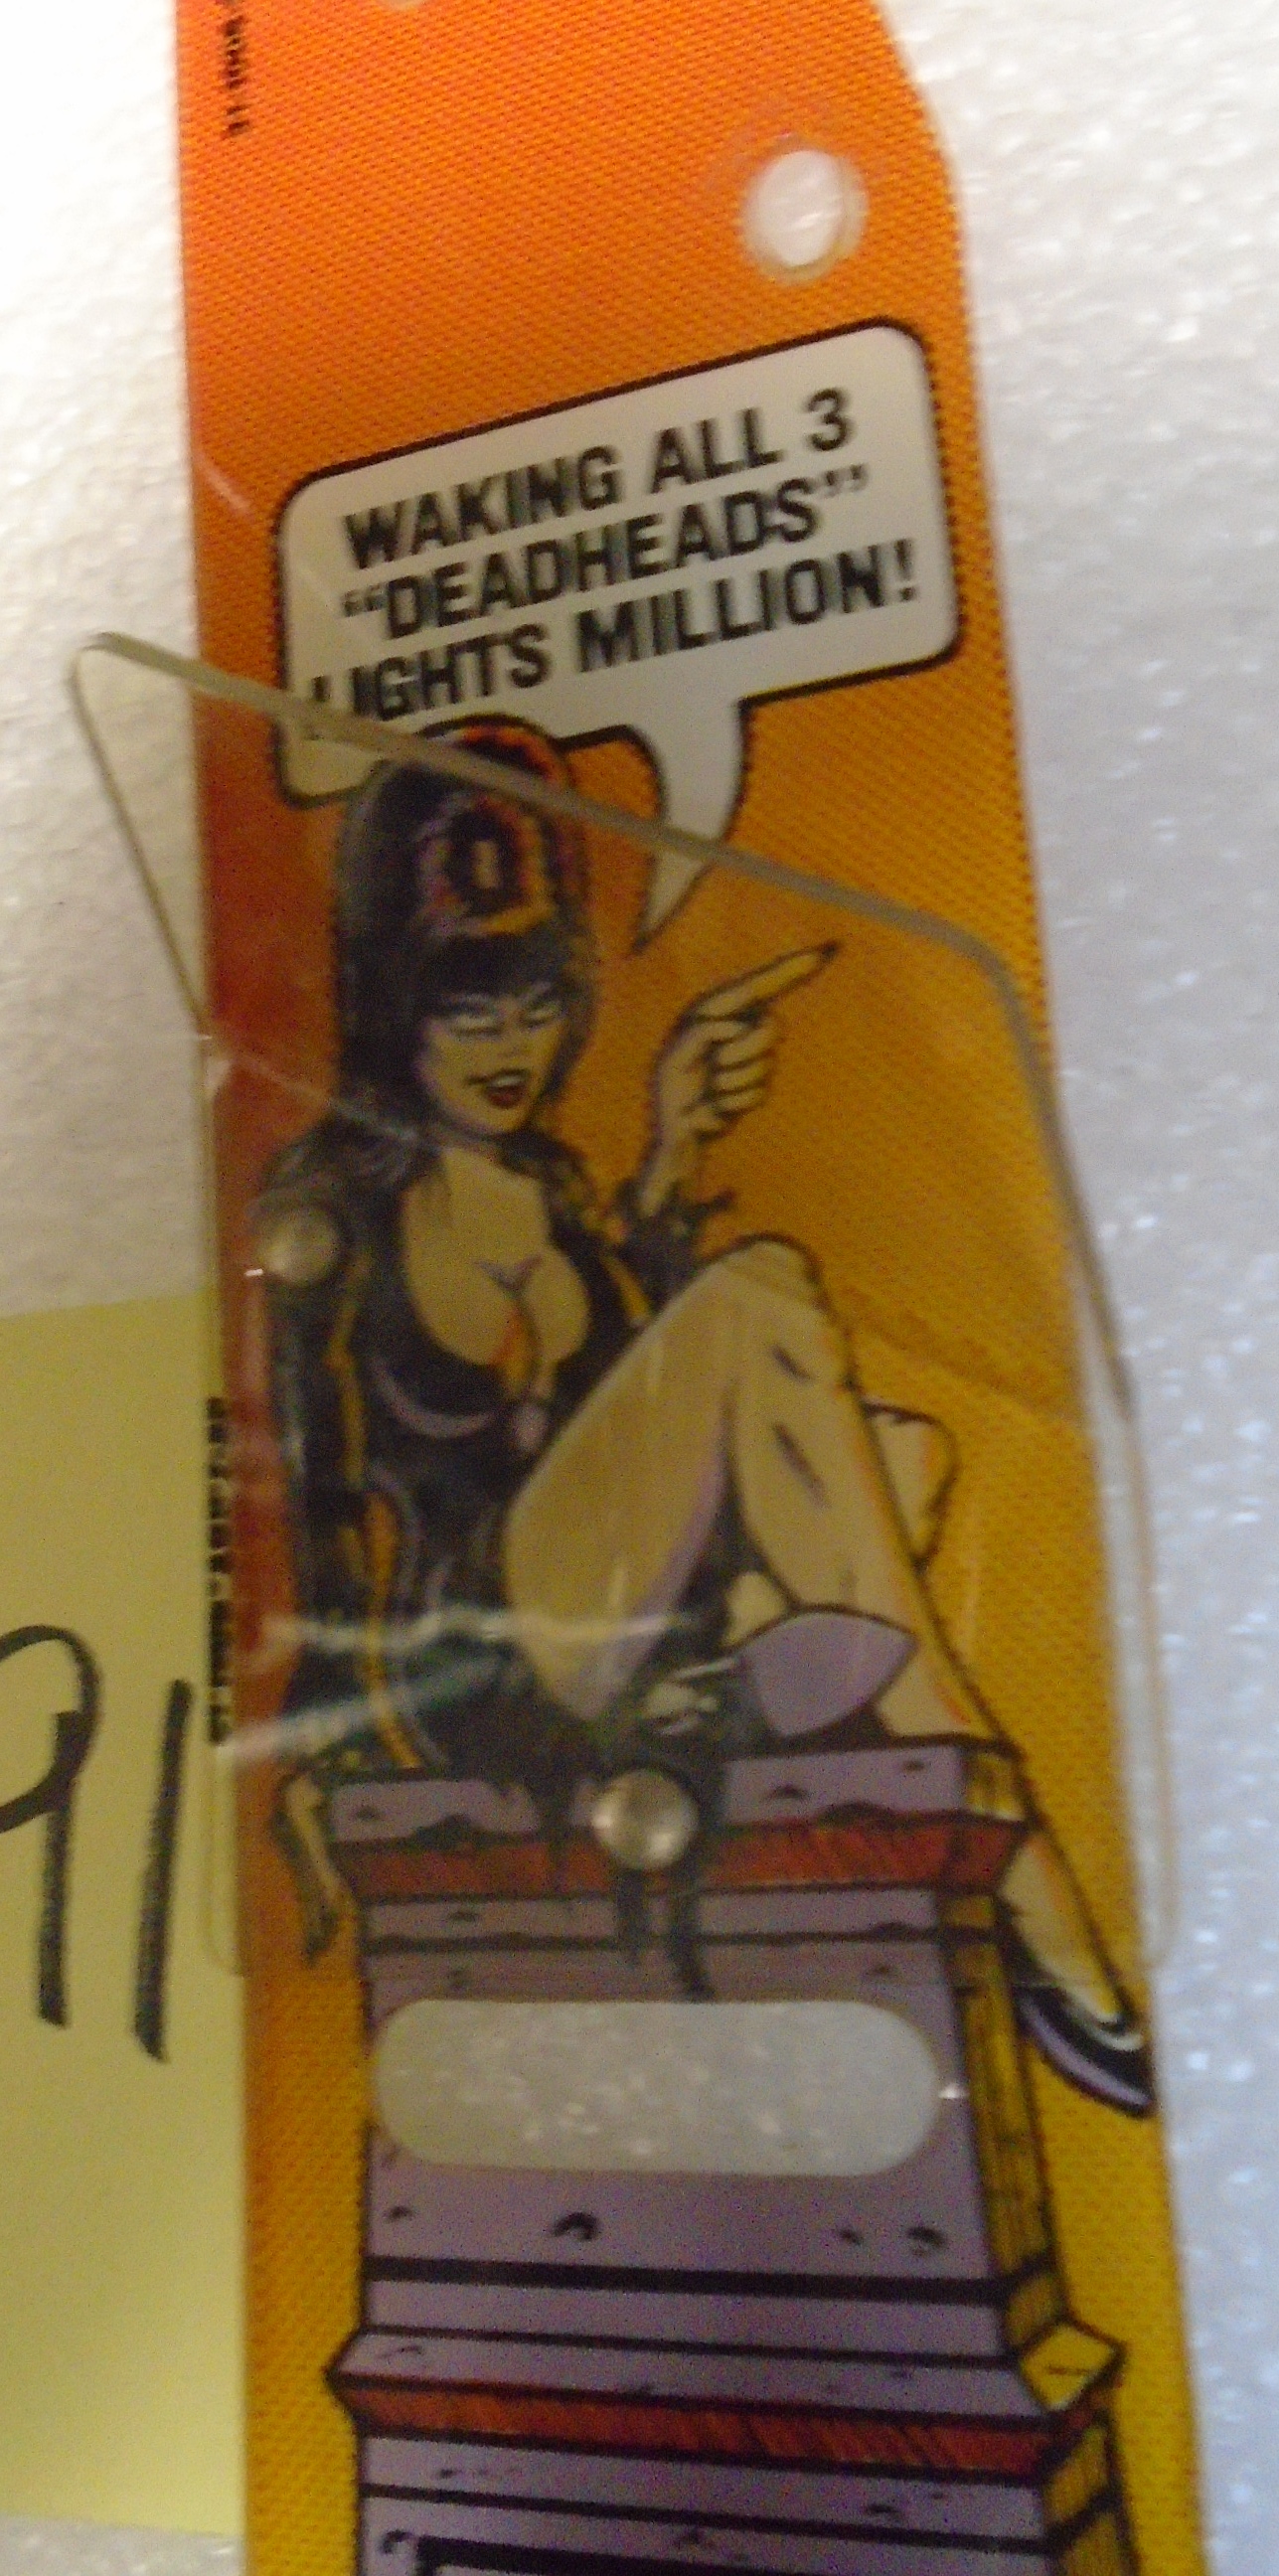 WAKING ALL 3
“DEADHEADS”
LIGHTS MILLION!
91